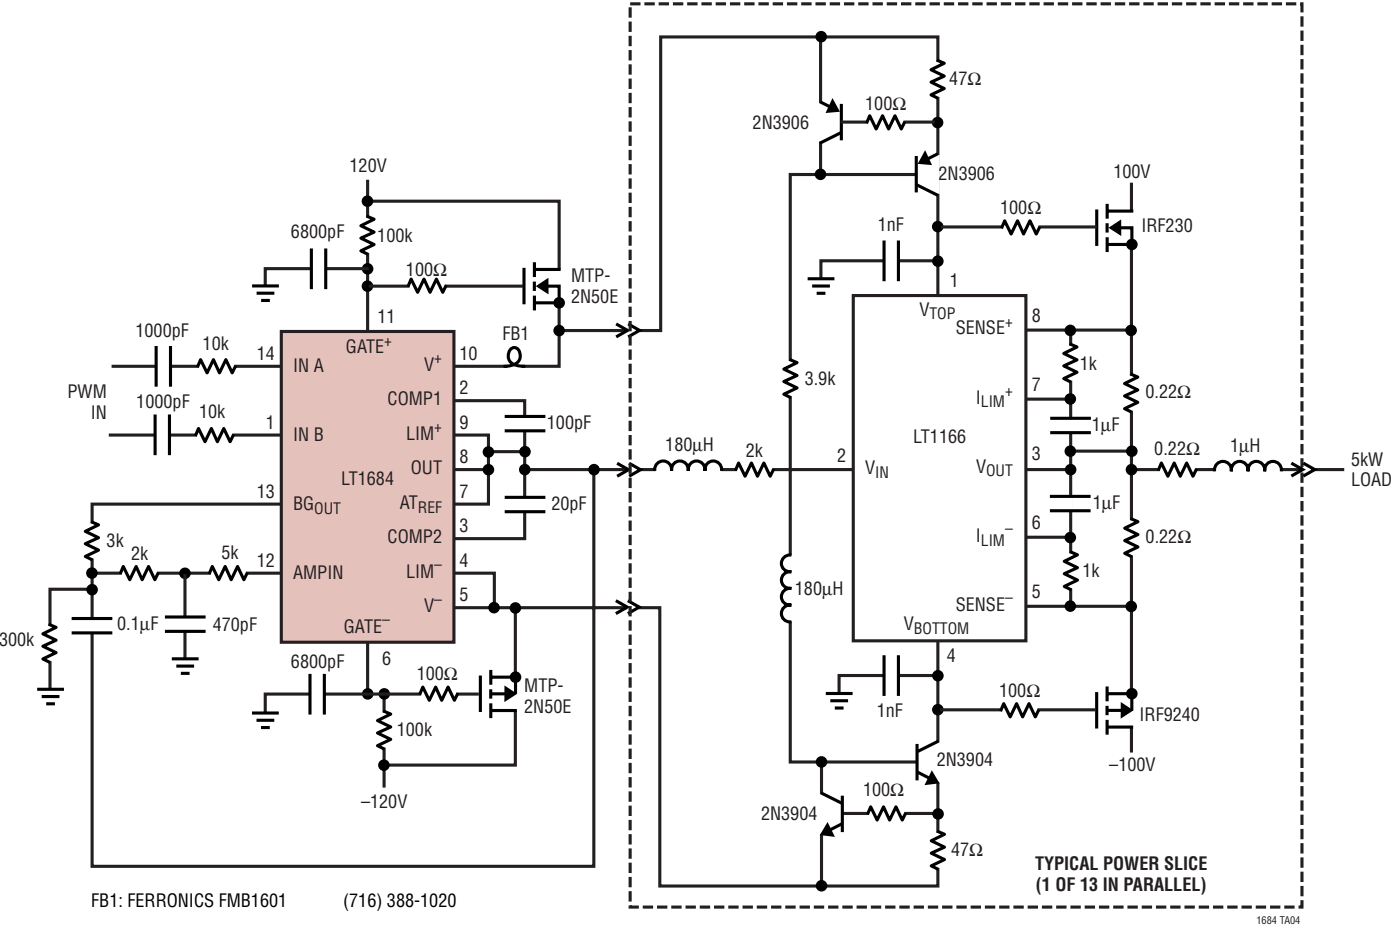 47Ω
100Ω
2N3906
2N3906
120V
100V
6800pF
100k
1nF
100Ω
IRF230
100Ω
MTP-
2N50E
1
11
VTOP
SENSE+
8
1000pF
10k
14
GATE+
FB1
IN A
V+
10
1k
PWM
IN
2
COMP1
3.9k
ILIM+
7
0.22Ω
1000pF
10k
1
IN B
LIM+
9
100pF
1µF
180µH
2k
2
LT1166
0.22Ω
1µH
LT1684
OUT
8
VIN
VOUT
3
5kW
LOAD
13
BGOUT
ATREF
7
20pF
1µF
3k
2k
5k
12
COMP2
3
ILIM–
6
0.22Ω
AMPIN
LIM–
4
1k
V–
5
180µH
SENSE–
5
300k
0.1µF
470pF
GATE–
VBOTTOM
6
4
6800pF
100Ω
MTP-
2N50E
1nF
100Ω
IRF9240
100k
–100V
2N3904
–120V
100Ω
2N3904
47Ω
TYPICAL POWER SLICE
(1 OF 13 IN PARALLEL)
FB1: FERRONICS FMB1601 (716) 388-1020
1684 TA04